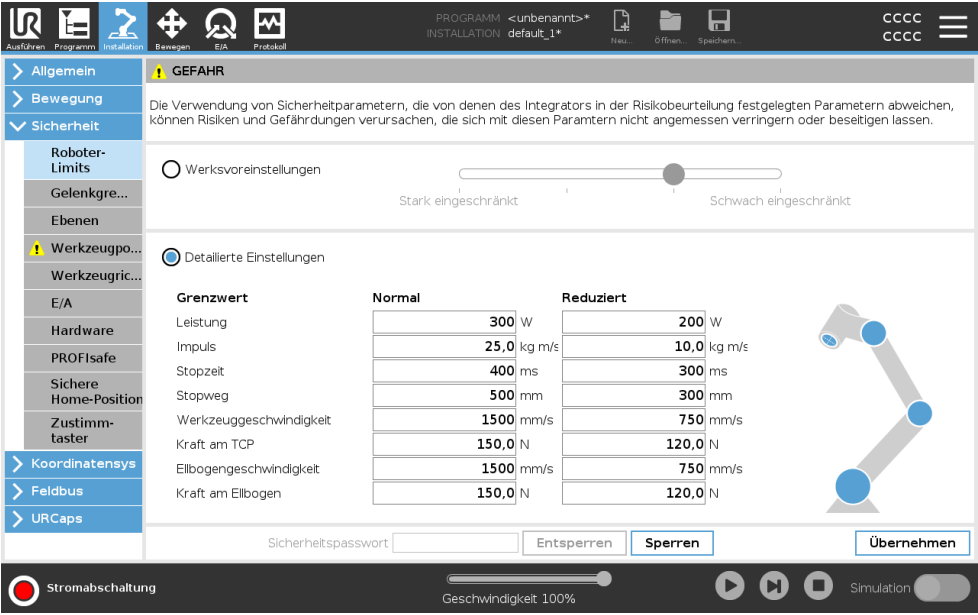 PROGRAMM <unbenannt>*
INSTALLATION default_1*
Ausführen Programm Installation Bewegen E/A Protokoll
Neu... Öffnen... Speichern...
CCCC
CCCC
Allgemein
Bewegung
Sicherheit
Roboter-
Limits
Gelenkgre...
Ebenen
Werkzeugpo...
Werkzeugric...
E/A
Hardware
PROFIsafe
Sichere
Home-Position
Zustimm-
taster
Koordinatensys
Feldbus
URCaps
GEFAHR
Die Verwendung von Sicherheitparametern, die von denen des Integrators in der Risikobeurteilung festgelegten Parametern abweichen,
können Risiken und Gefährdungen verursachen, die sich mit diesen Paramtern nicht angemessen verringern oder beseitigen lassen.
Werksvoreinstellungen
Stark eingeschränkt Schwach eingeschränkt
Detailierte Einstellungen
Grenzwert Normal Reduziert
Leistung 300 W 200 W
Impuls 25,0 kg m/s 10,0 kg m/s
Stopzeit 400 ms 300 ms
Stopweg 500 mm 300 mm
Werkzeuggeschwindigkeit 1500 mm/s 750 mm/s
Kraft am TCP 150,0 N 120,0 N
Ellbogengeschwindigkeit 1500 mm/s 750 mm/s
Kraft am Ellbogen 150,0 N 120,0 N
Sicherheitspasswort Entsperren Sperren Übernehmen
Stromabschaltung
Geschwindigkeit 100%
Simulation